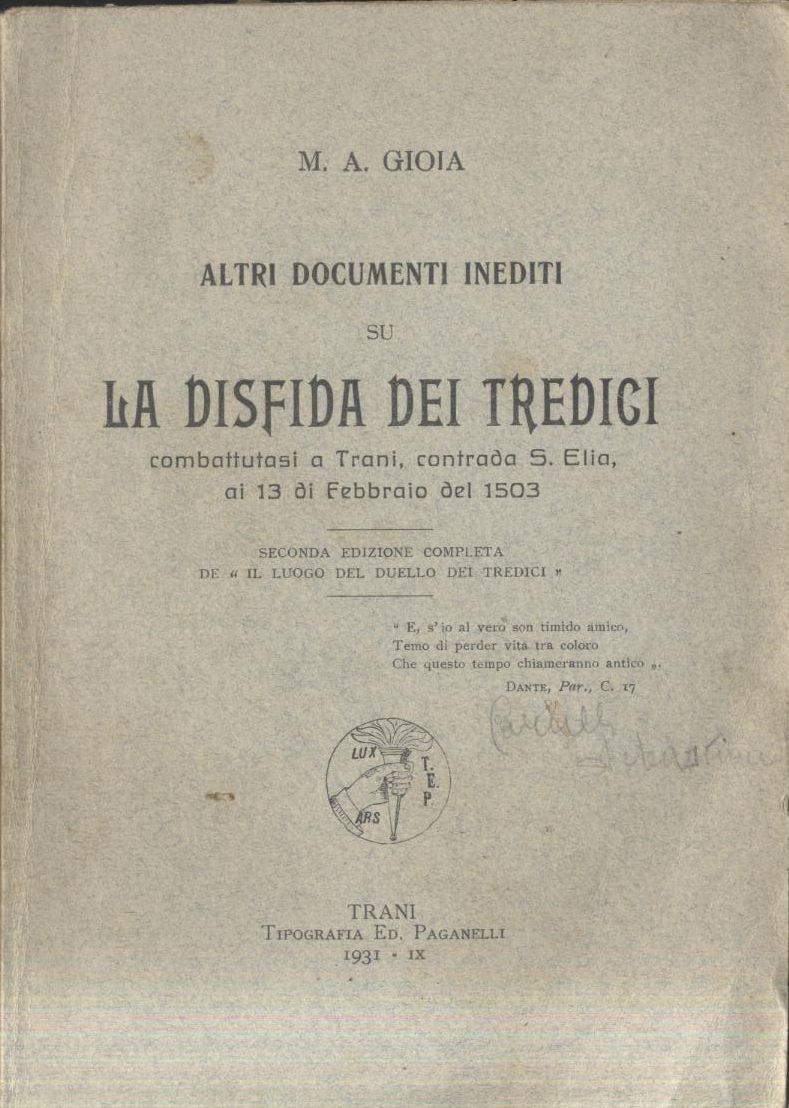 M. A. GIOIA
ALTRI DOCUMENTI INEDITI
SU
LA DISFIDA DEI TREDICI
combattutasi a Trani, contrada S. Elia,
ai 13 di Febbraio del 1503
SECONDA EDIZIONE COMPLETA
DE “ IL LUOGO DEL DUELLO DEI TREDICI ”
“ E, s' io al vero son timido amico,
Temo di perder vita tra coloro
Che questo tempo chiameranno antico „.
DANTE, Par., C. 17
LUX
T.
E.
P.
ARS
TRANI
TIPOGRAFIA ED. PAGANELLI
1931 - IX